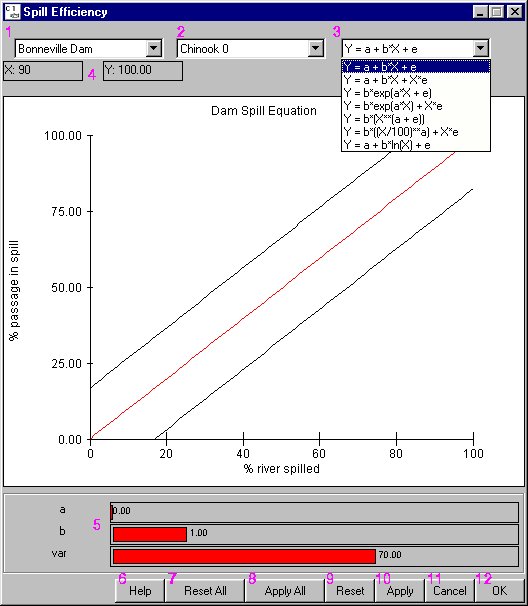 Spill Efficiency
1 2 3
Bonneville Dam Chinook 0 Y = a + b*X + e
X: 90 4 Y: 100.00
Y = a + b*X + e
Y = a + b*X + X*e
Y = b*exp(a*X + e)
Y = b*exp(a*X) + X*e
Y = b*(X**(a + e))
Y = b*((X/100)**a) + X*e
Y = a + b*ln(X) + e
Dam Spill Equation
100.00
75.00
50.00
25.00
0.00
% passage in spill
0 20 40 60 80 100
% river spilled
a 0.00
5
b 1.00
var 70.00
6 7 8 9 10 11 12
Help Reset All Apply All Reset Apply Cancel OK